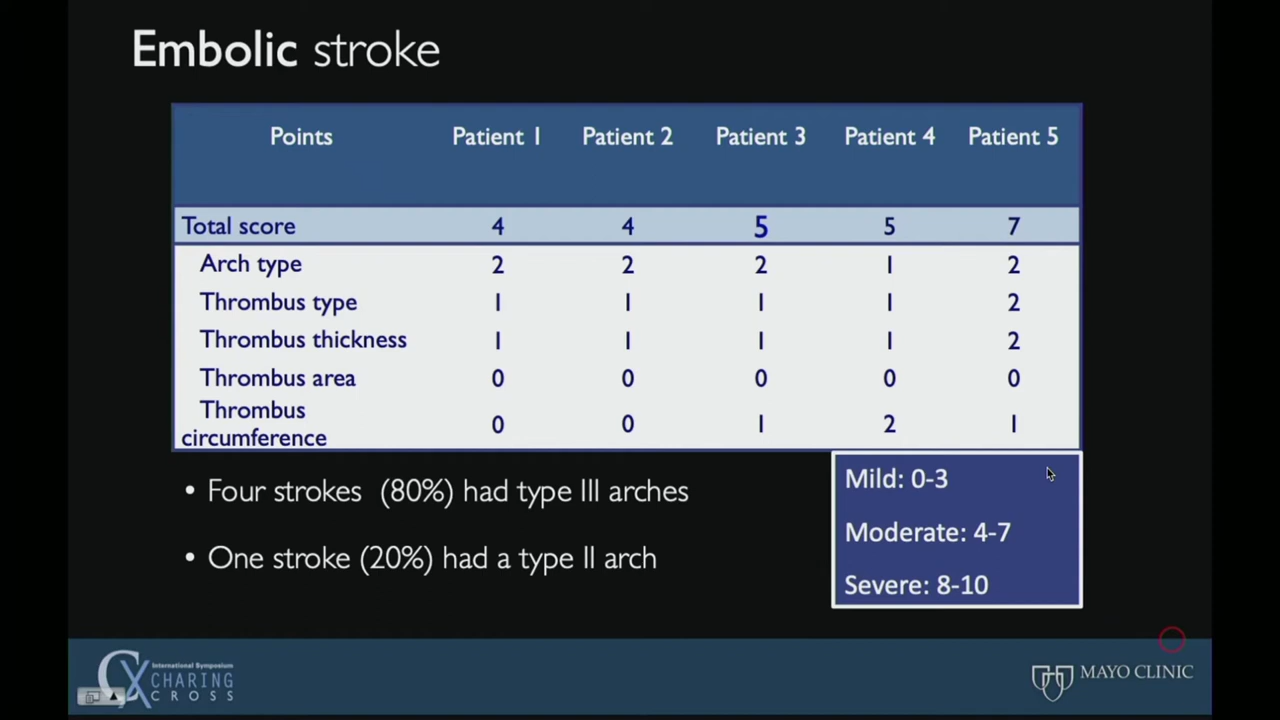 Embolic stroke
Points Patient 1 Patient 2 Patient 3 Patient 4 Patient 5
Total score 4 4 5 5 7
Arch type 2 2 2 1 2
Thrombus type 1 1 1 1 2
Thrombus thickness 1 1 1 1 2
Thrombus area 0 0 0 0 0
Thrombus
circumference 0 0 1 2 1
• Four strokes (80%) had type III arches
• One stroke (20%) had a type II arch
Mild: 0-3
Moderate: 4-7
Severe: 8-10
International Symposium
CX CHARING
CROSS
MAYO CLINIC